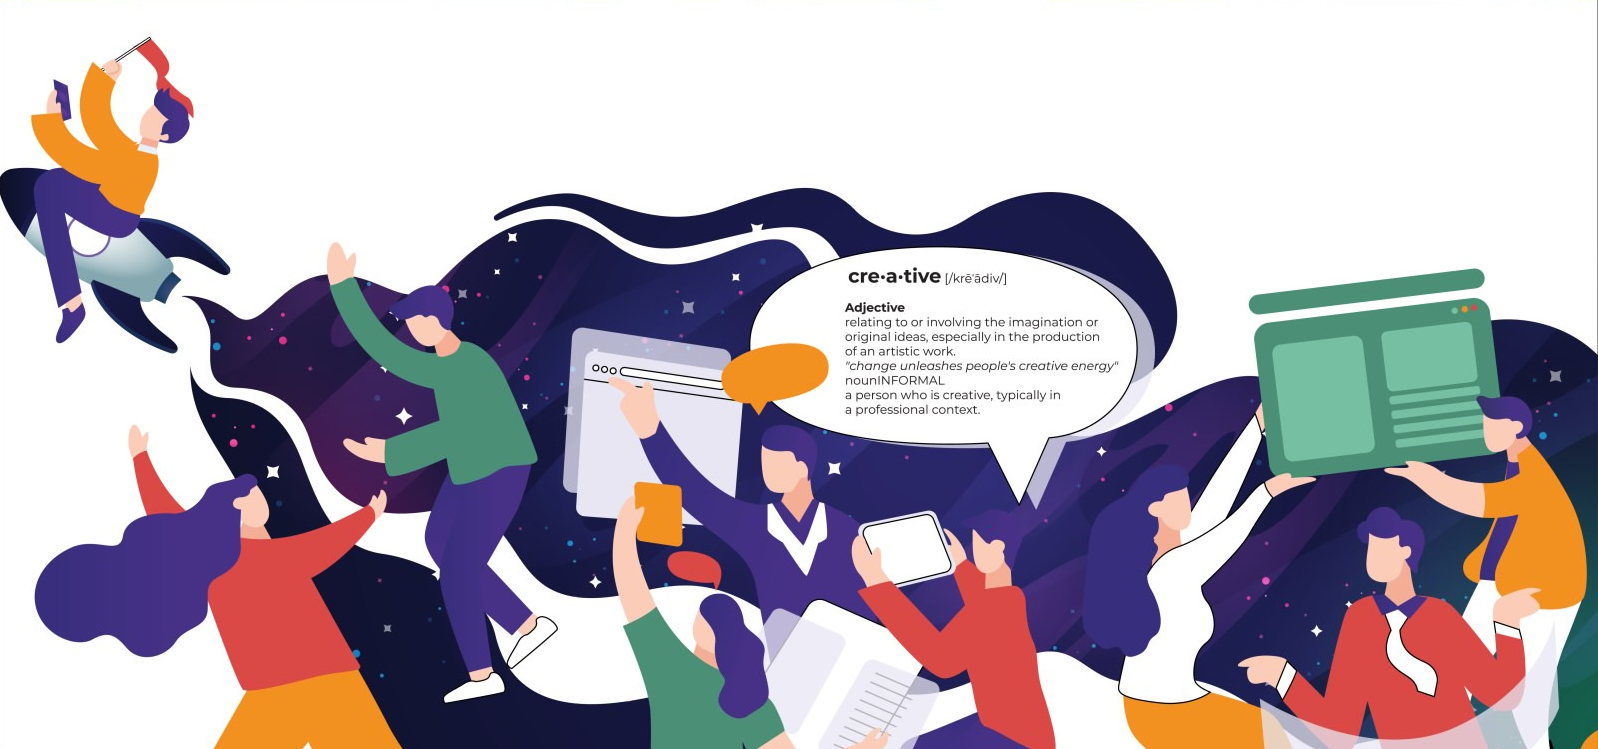 cre•a•tive [/krēˈādiv/]
Adjective
relating to or involving the imagination or
original ideas, especially in the production
of an artistic work.
"change unleashes people's creative energy"
nounINFORMAL
a person who is creative, typically in
a professional context.